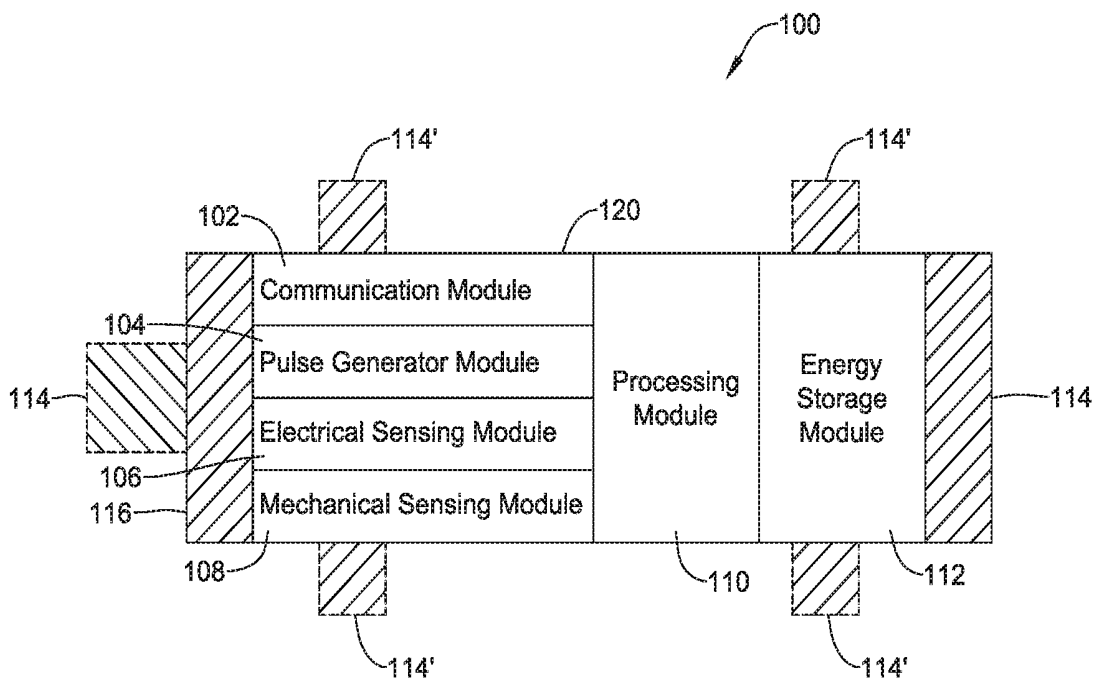 100
114'
114'
102
120
Communication Module
104
Pulse Generator Module
Processing
Module
Energy
Storage
Module
114
114
Electrical Sensing Module
106
Mechanical Sensing Module
116
108
110
112
114'
114'